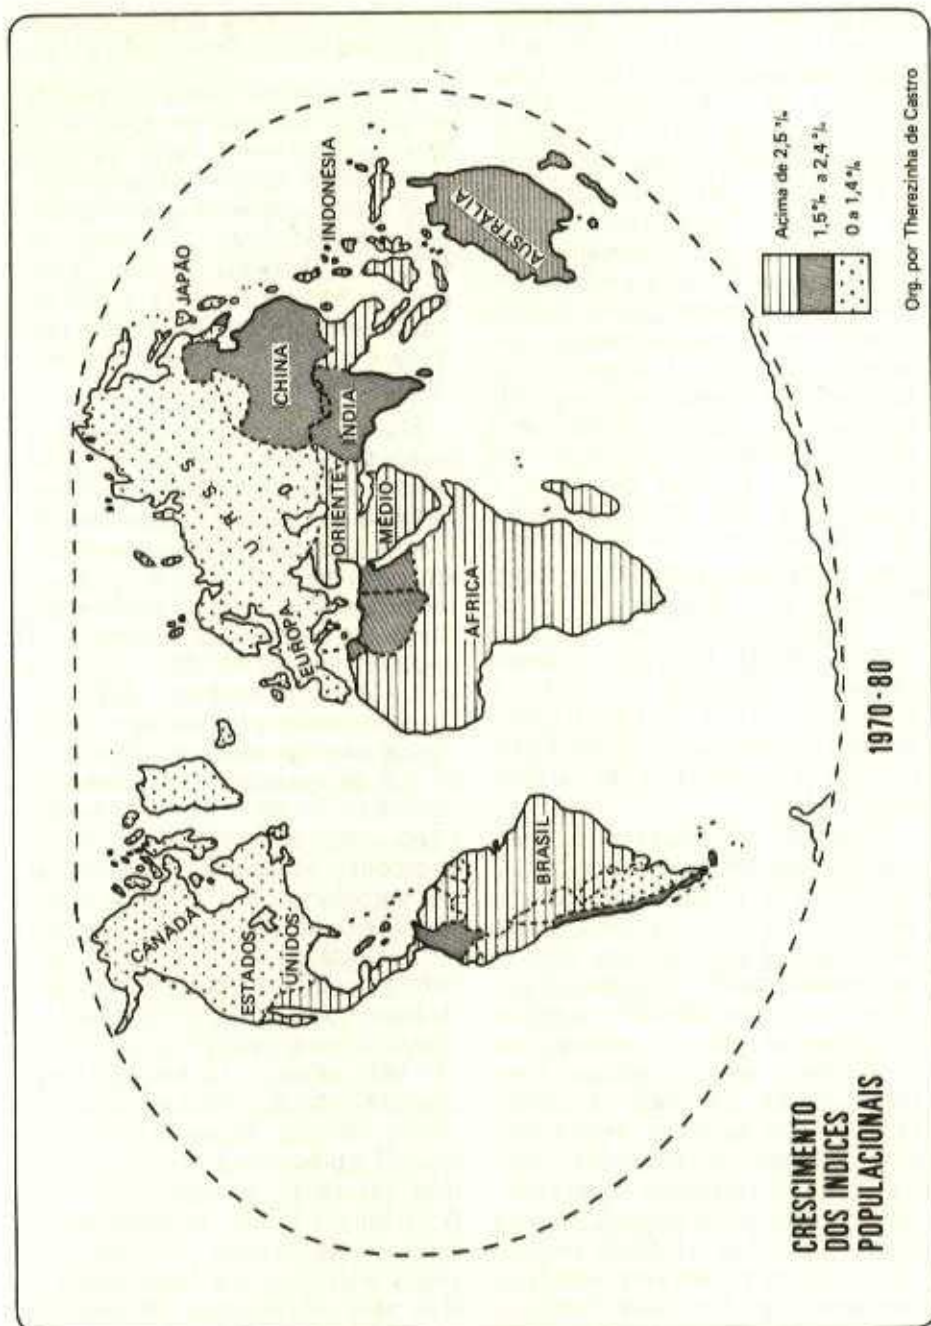 CANADÁ
ESTADOS
UNIDOS
BRASIL
EUROPA
U R S S
ORIENTE
MÉDIO
ÁFRICA
ÍNDIA
CHINA
JAPÃO
INDONÉSIA
AUSTRÁLIA
CRESCIMENTO
DOS INDICES
POPULACIONAIS
1970-80
Acima de 2,5 %
1,5% a 2,4 %
0 a 1,4 %
Org. por Therezinha de Castro